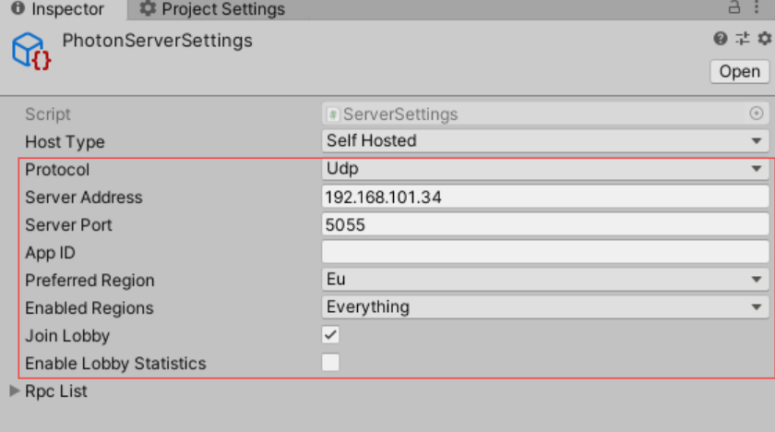 Inspector Project Settings
PhotonServerSettings
Open
Script ServerSettings
Host Type Self Hosted
Protocol Udp
Server Address 192.168.101.34
Server Port 5055
App ID
Preferred Region Eu
Enabled Regions Everything
Join Lobby
Enable Lobby Statistics
Rpc List